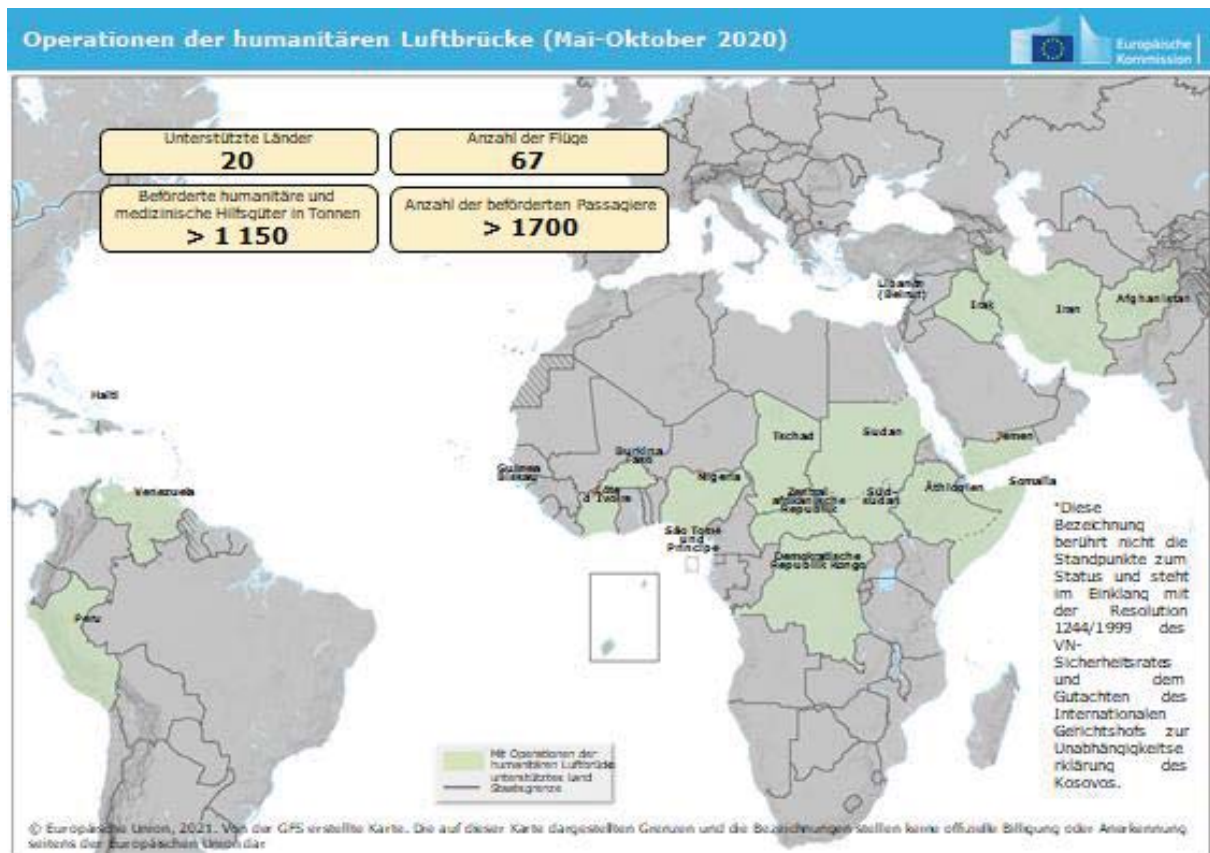 Operationen der humanitären Luftbrücke (Mai-Oktober 2020)
Europäische
Kommission
Unterstützte Länder
20
Anzahl der Flüge
67
Beförderte humanitäre und
medizinische Hilfsgüter in Tonnen
> 1 150
Anzahl der beförderten Passagiere
> 1700
Libanon
(Beirut)
Irak
Iran
Afghanistan
Haiti
Venezuela
Peru
Guinea
Bissau
Burkina
Faso
Côte
d'Ivoire
Nigeria
São Tomé
und
Príncipe
Tschad
Sudan
Zentral
afrikanische
Republik
Süd-
sudan
Äthiopien
Jemen
Somalia
Demokratische
Republik Kongo
"Diese
Bezeichnung
berührt nicht die
Standpunkte zum
Status und steht
im Einklang mit
der Resolution
1244/1999 des
VN-
Sicherheitsrates
und dem
Gutachten des
Internationalen
Gerichtshofs zur
Unabhängigkeitse
rklärung des
Kosovos.
Mit Operationen der
humanitären Luftbrücke
unterstütztes land
Staatsgrenze
© Europäische Union, 2021. Von der GFS erstellte Karte. Die auf dieser Karte dargestellten Grenzen und die Bezeichnungen stellen keine offizielle Billigung oder Anerkennung
seitens der Europäischen Union dar